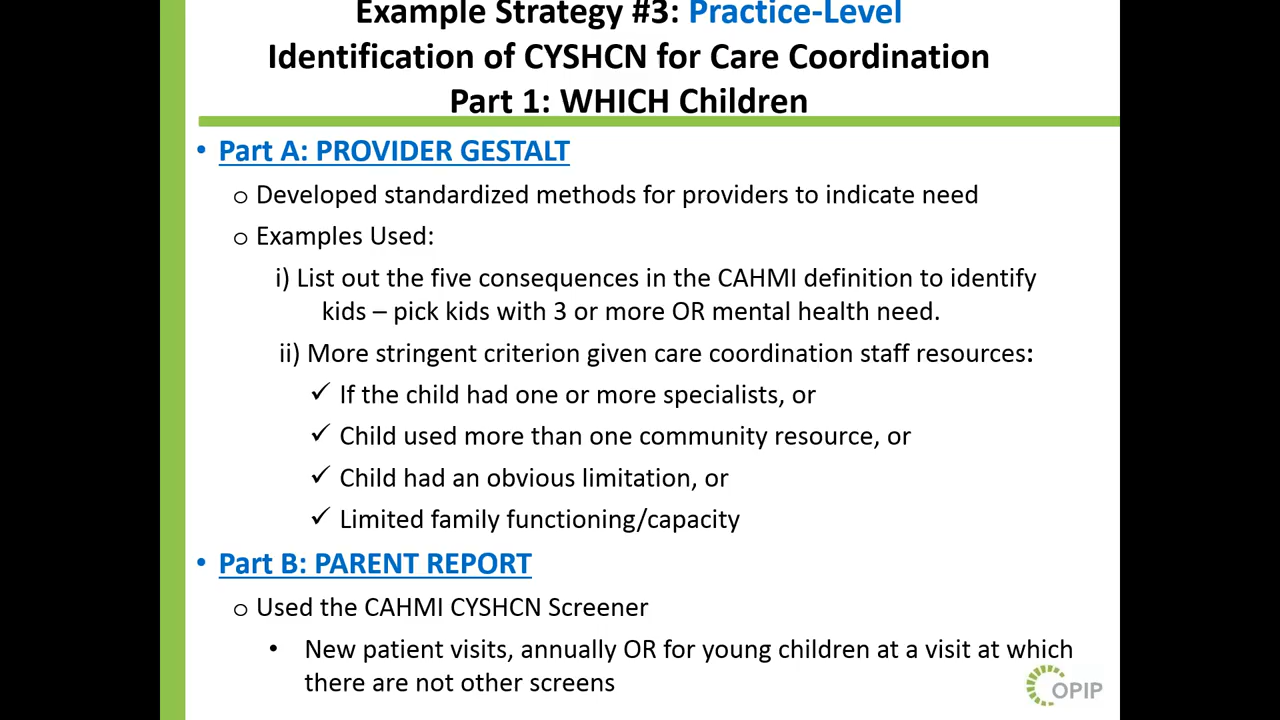 Example Strategy #3: Practice-Level
Identification of CYSHCN for Care Coordination
Part 1: WHICH Children
• Part A: PROVIDER GESTALT
o Developed standardized methods for providers to indicate need
o Examples Used:
i) List out the five consequences in the CAHMI definition to identify
kids – pick kids with 3 or more OR mental health need.
ii) More stringent criterion given care coordination staff resources:
✓ If the child had one or more specialists, or
✓ Child used more than one community resource, or
✓ Child had an obvious limitation, or
✓ Limited family functioning/capacity
• Part B: PARENT REPORT
o Used the CAHMI CYSHCN Screener
• New patient visits, annually OR for young children at a visit at which
there are not other screens
OPIP